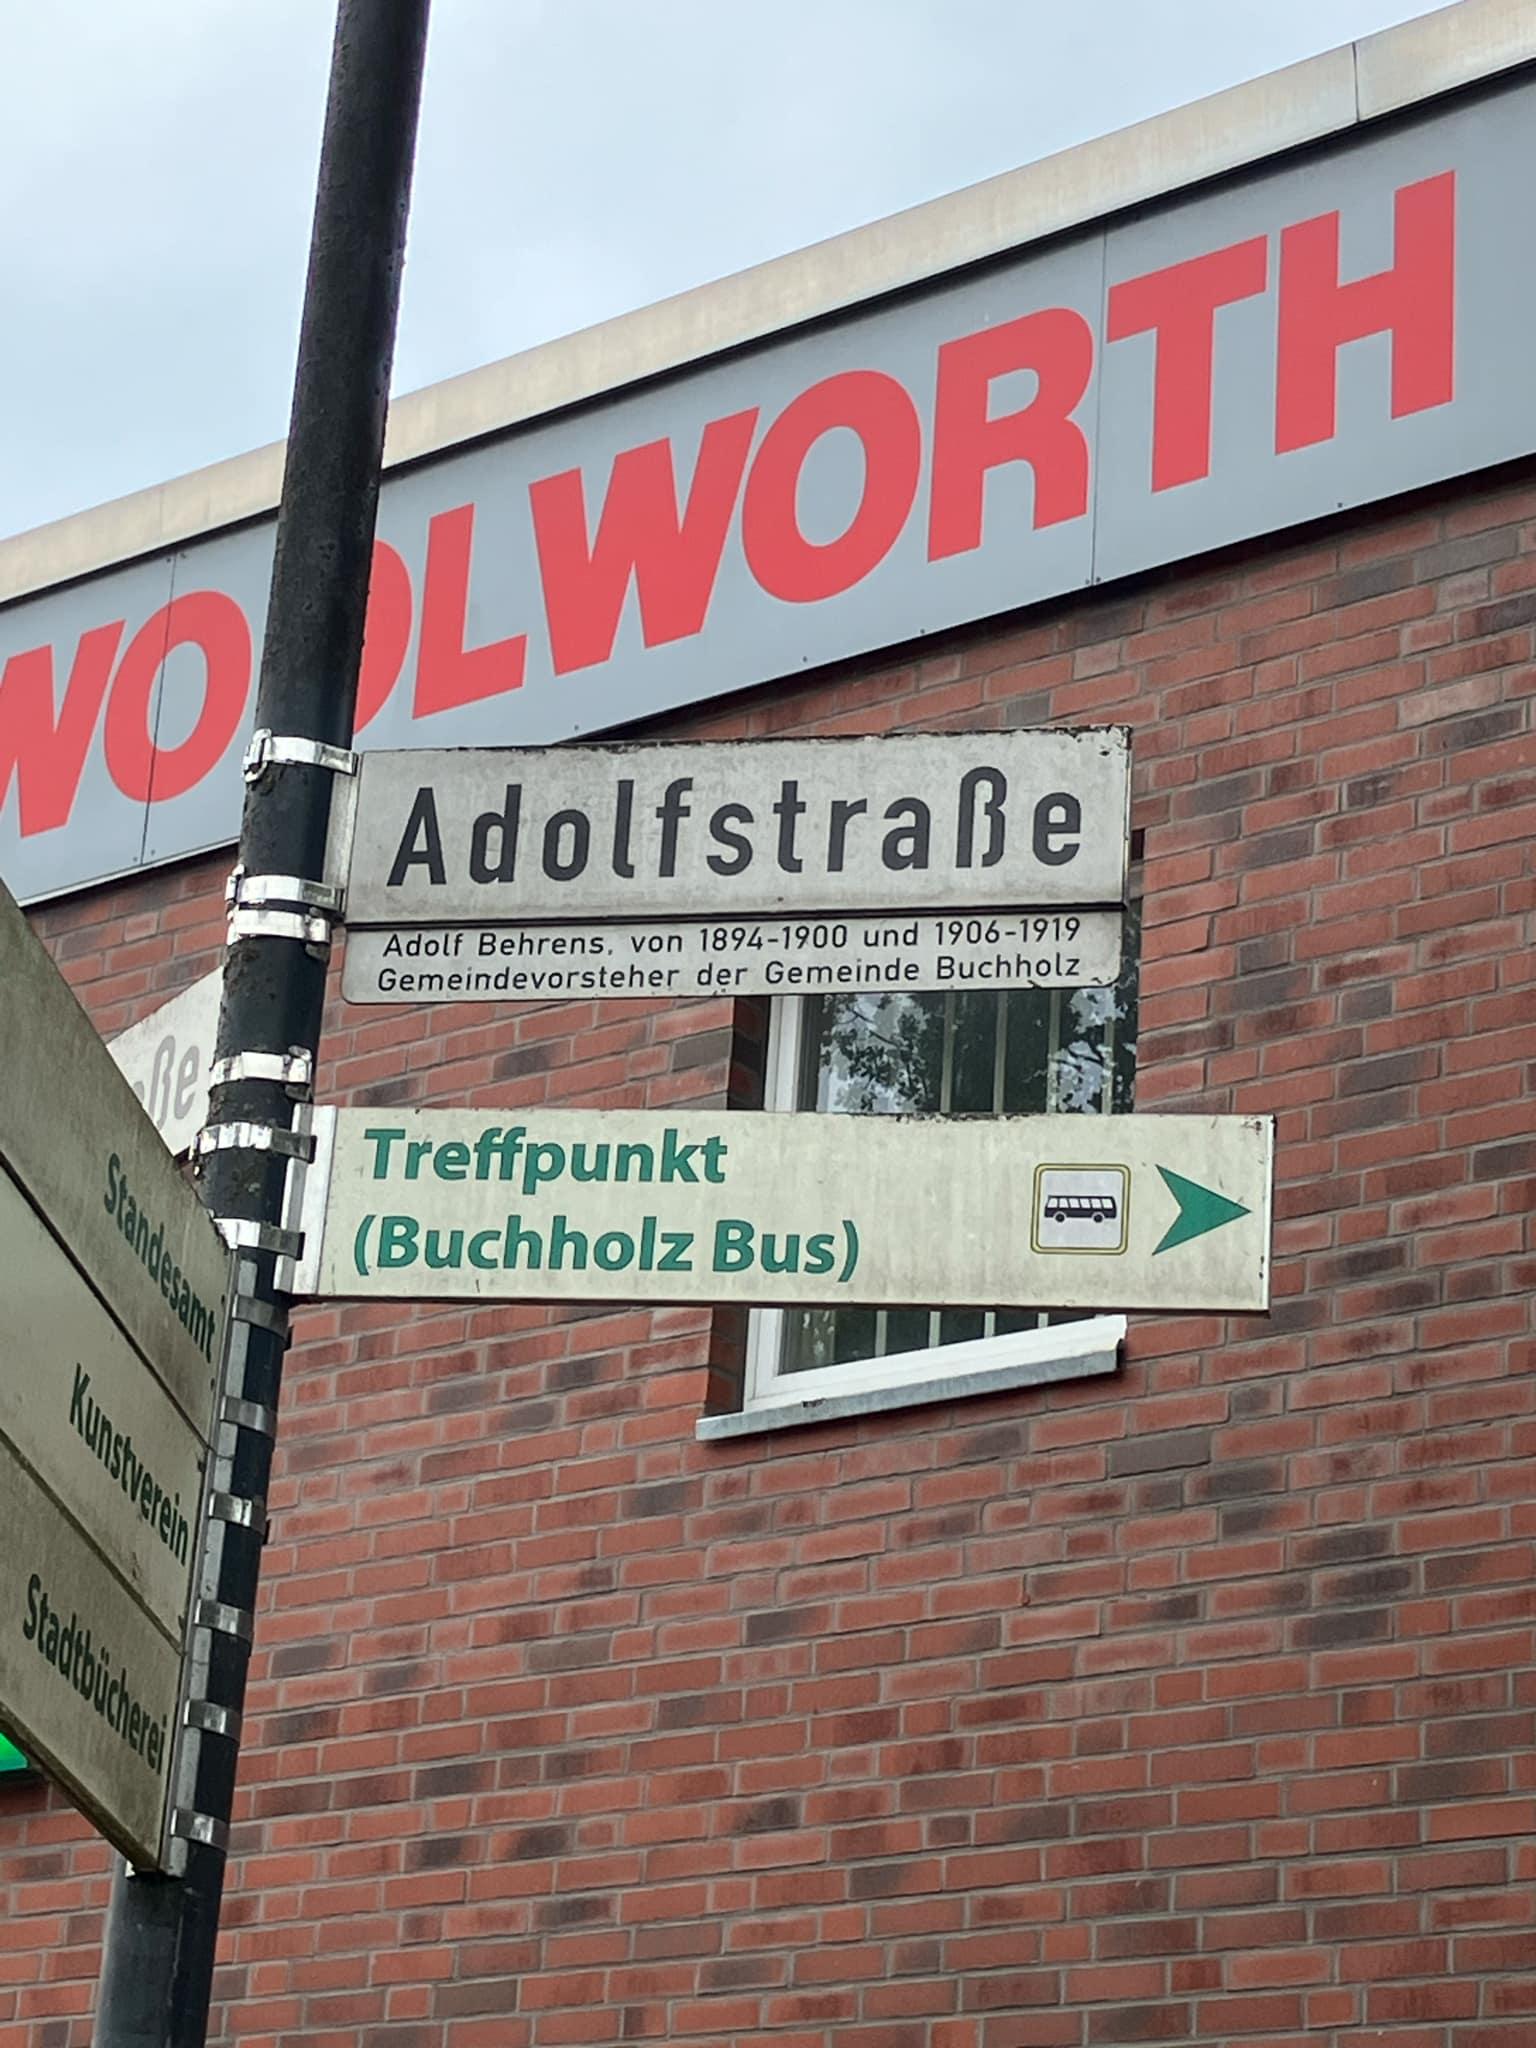 WOOLWORTH
Adolfstraße
Adolf Behrens, von 1894-1900 und 1906-1919
Gemeindevorsteher der Gemeinde Buchholz
Treffpunkt
(Buchholz Bus)
Standesamt
Kunstverein
Stadtbücherei